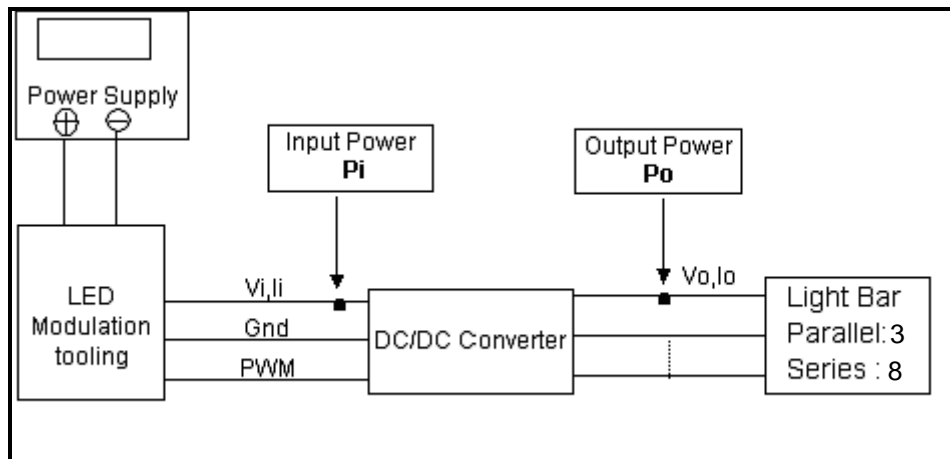 Power Supply
Input Power
Pi
Output Power
Po
LED
Modulation
tooling
Vi,Ii
Gnd
PWM
DC/DC Converter
Vo,Io
Light Bar
Parallel:3
Series : 8